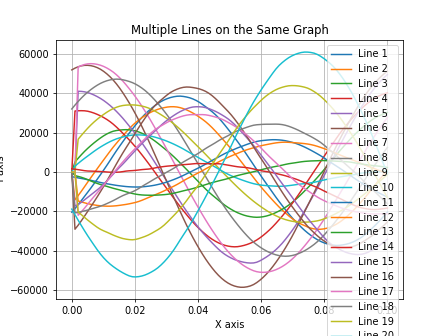 Multiple Lines on the Same Graph
60000
40000
20000
0
−20000
−40000
−60000
0.00
0.02
0.04
0.06
X axis
Line 1
Line 2
Line 3
Line 4
Line 5
Line 6
Line 7
Line 8
Line 9
Line 10
Line 11
Line 12
Line 13
Line 14
Line 15
Line 16
Line 17
Line 18
Line 19
Line 20